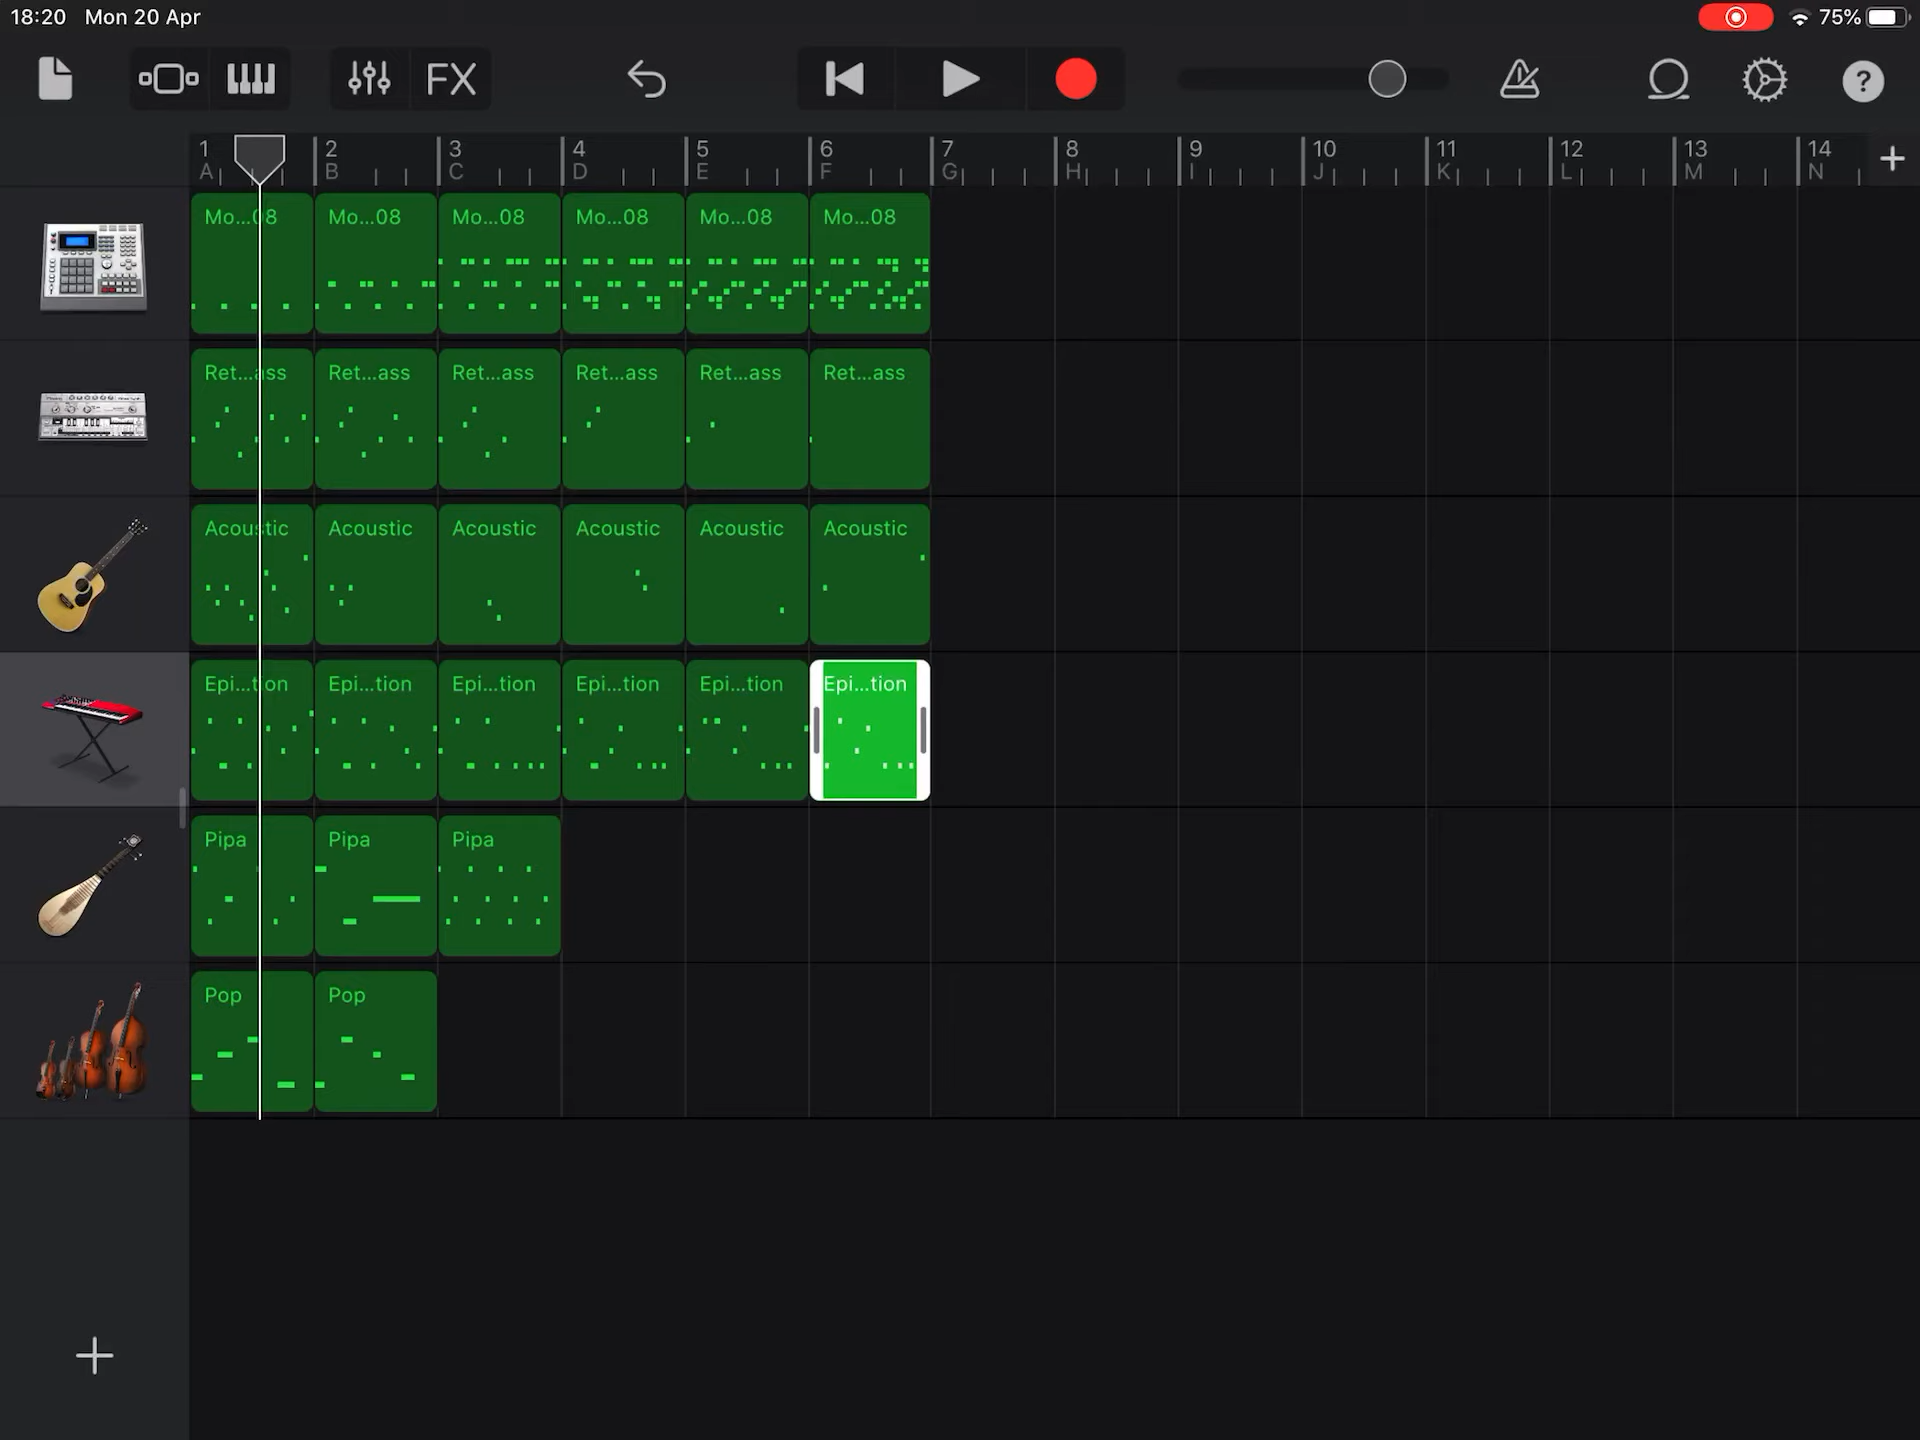 18:20 Mon 20 Apr 75%
FX ?
1 2 3 4 5 6 7 8 9 10 11 12 13 14
A B C D E F G H I J K L M N
Mo...08 Mo...08 Mo...08 Mo...08 Mo...08 Mo...08
Ret...ass Ret...ass Ret...ass Ret...ass Ret...ass Ret...ass
Acoustic Acoustic Acoustic Acoustic Acoustic Acoustic
Epi...tion Epi...tion Epi...tion Epi...tion Epi...tion Epi...tion
Pipa Pipa Pipa
Pop Pop